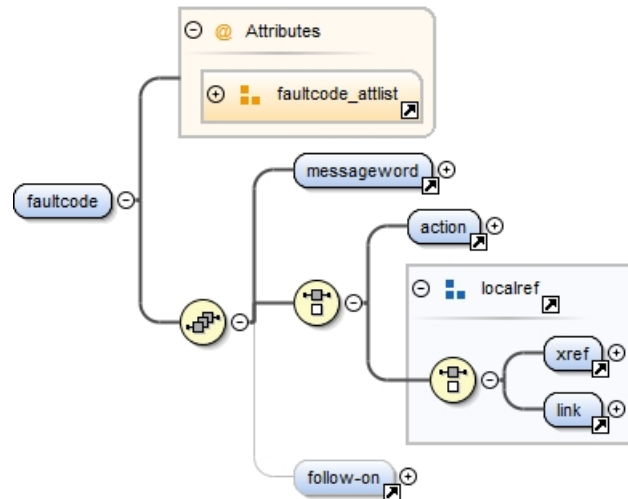 @ Attributes
faultcode_attlist
messageword
faultcode
action
localref
xref
link
follow-on